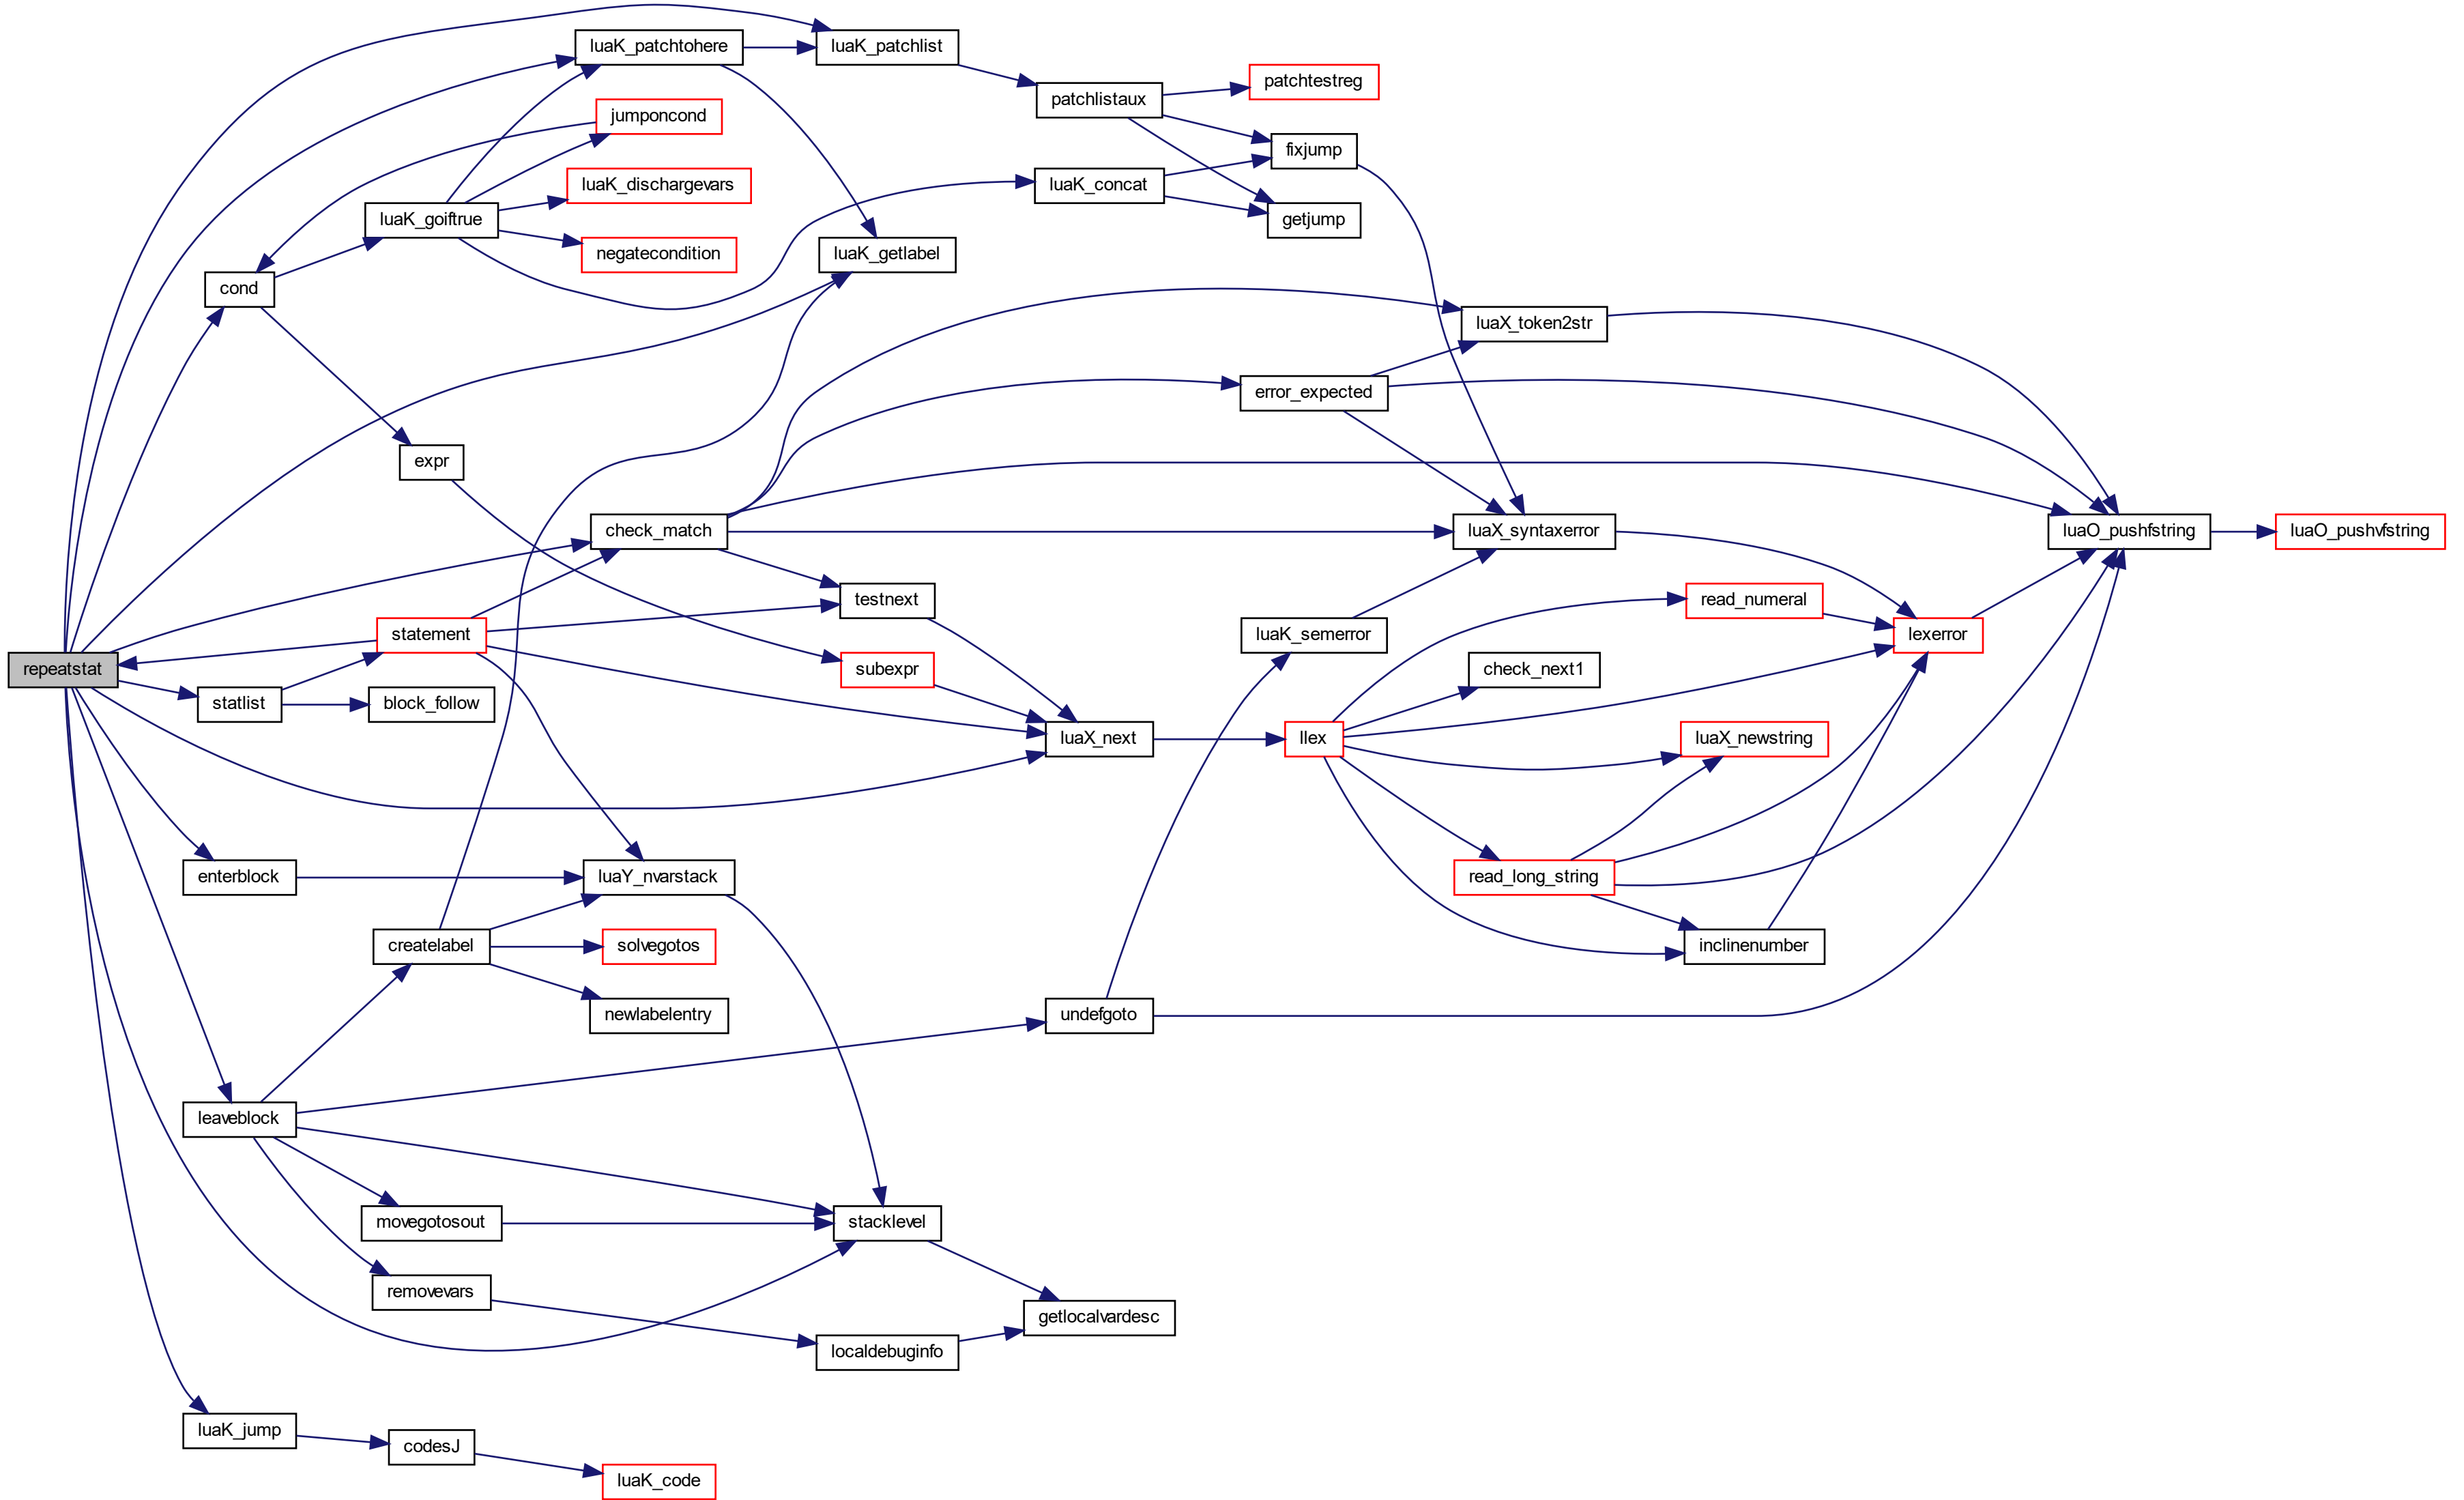 luaK_patchtohere
luaK_patchlist
patchtestreg
patchlistaux
jumponcond
fixjump
luaK_dischargevars
luaK_concat
luaK_goiftrue
getjump
negatecondition
luaK_getlabel
cond
luaX_token2str
error_expected
expr
check_match
luaX_syntaxerror
luaO_pushfstring
luaO_pushvfstring
testnext
read_numeral
statement
luaK_semerror
lexerror
repeatstat
subexpr
check_next1
statlist
block_follow
luaX_next
llex
luaX_newstring
enterblock
luaY_nvarstack
read_long_string
createlabel
solvegotos
inclinenumber
newlabelentry
undefgoto
leaveblock
movegotosout
stacklevel
removevars
getlocalvardesc
localdebuginfo
luaK_jump
codesJ
luaK_code